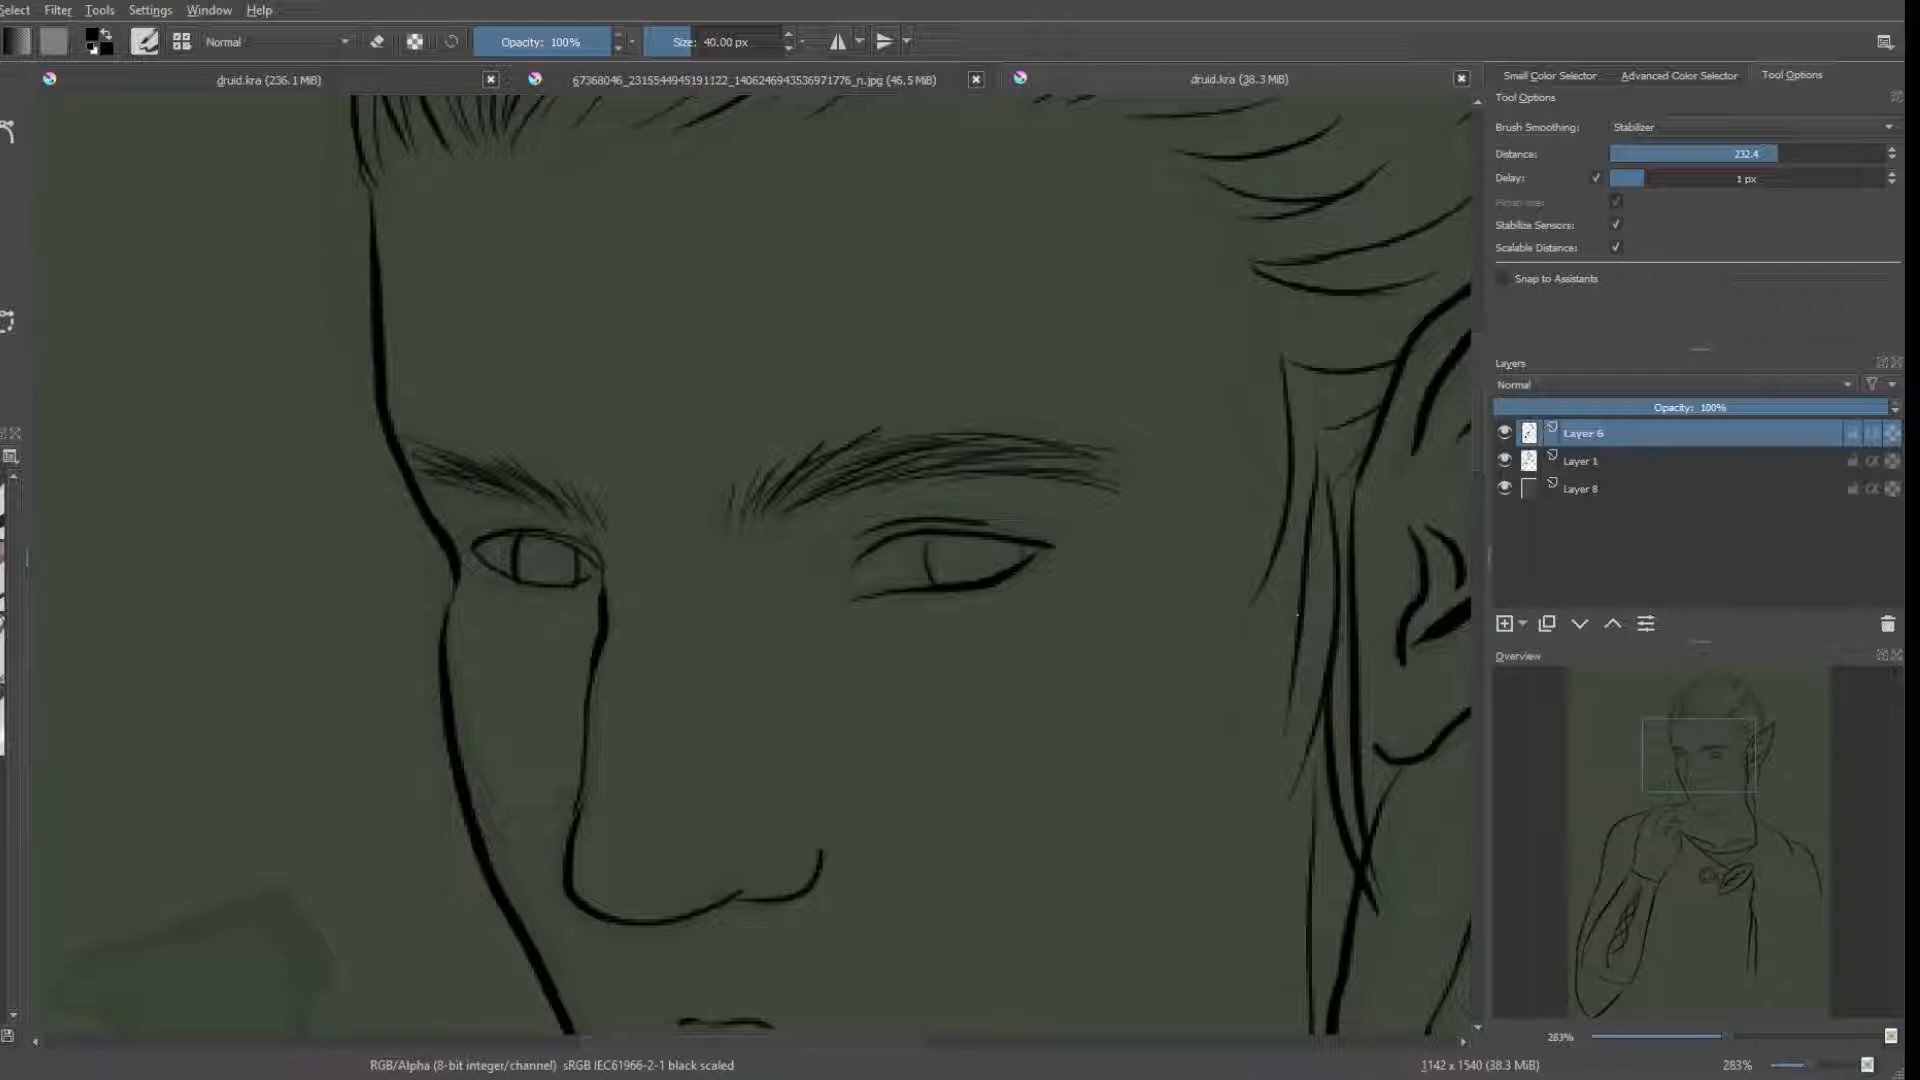 Select Filter Tools Settings Window Help
Normal Opacity: 100% Size: 40.00 px
druid.kra (236.1 MiB) 67368046_2315544945191122_1406246943536971776_n.jpg (46.5 MiB) druid.kra (38.3 MiB)
Small Color Selector Advanced Color Selector Tool Options
Tool Options
Brush Smoothing: Stabilizer
Distance: 232.4
Delay: 1 px
Stabilize Sensors:
Scalable Distance:
Snap to Assistants
Layers
Normal
Opacity: 100%
Layer 6
Layer 1
Layer 8
Overview
283%
RGB/Alpha (8-bit integer/channel) sRGB IEC61966-2-1 black scaled 1142 x 1540 (38.3 MiB) 283%